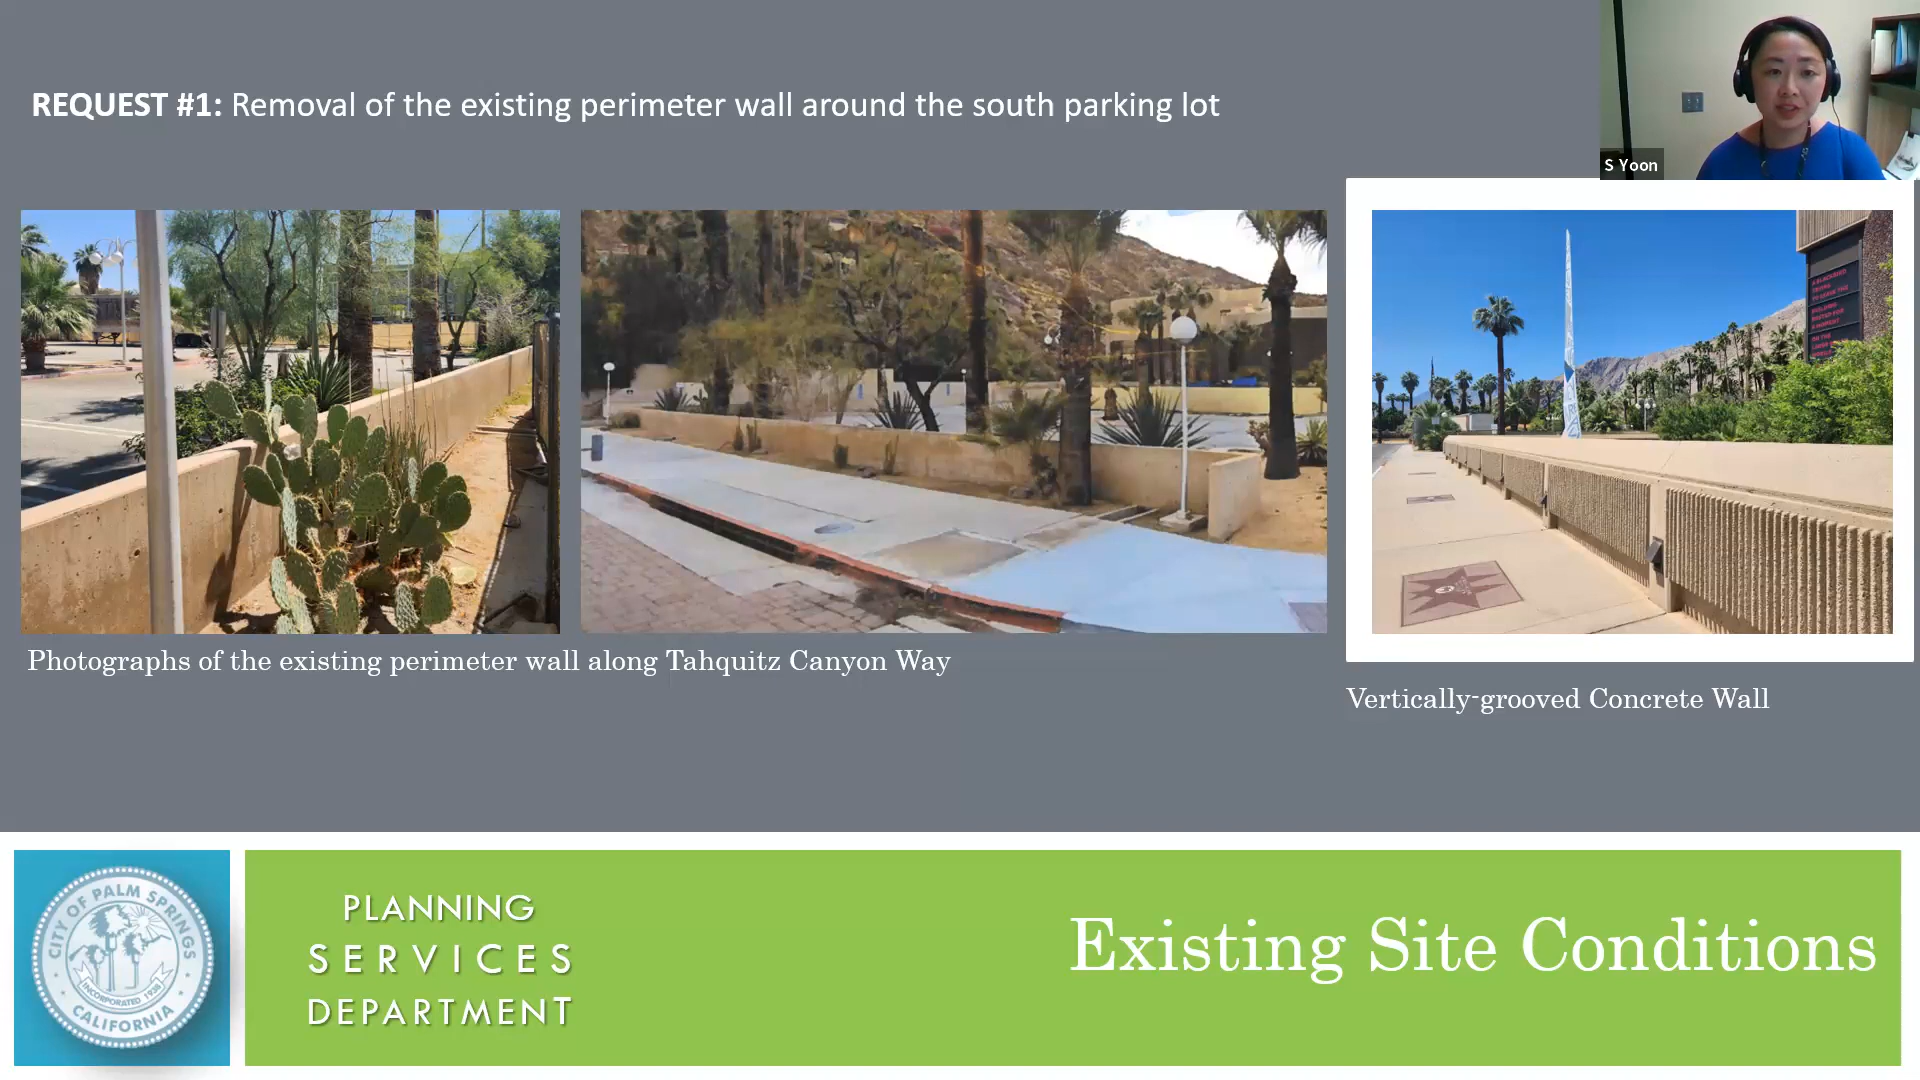 REQUEST #1: Removal of the existing perimeter wall around the south parking lot
S Yoon
Photographs of the existing perimeter wall along Tahquitz Canyon Way
Vertically-grooved Concrete Wall
CITY OF PALM SPRINGS
INCORPORATED 1938
CALIFORNIA
PLANNING
SERVICES
DEPARTMENT
Existing Site Conditions